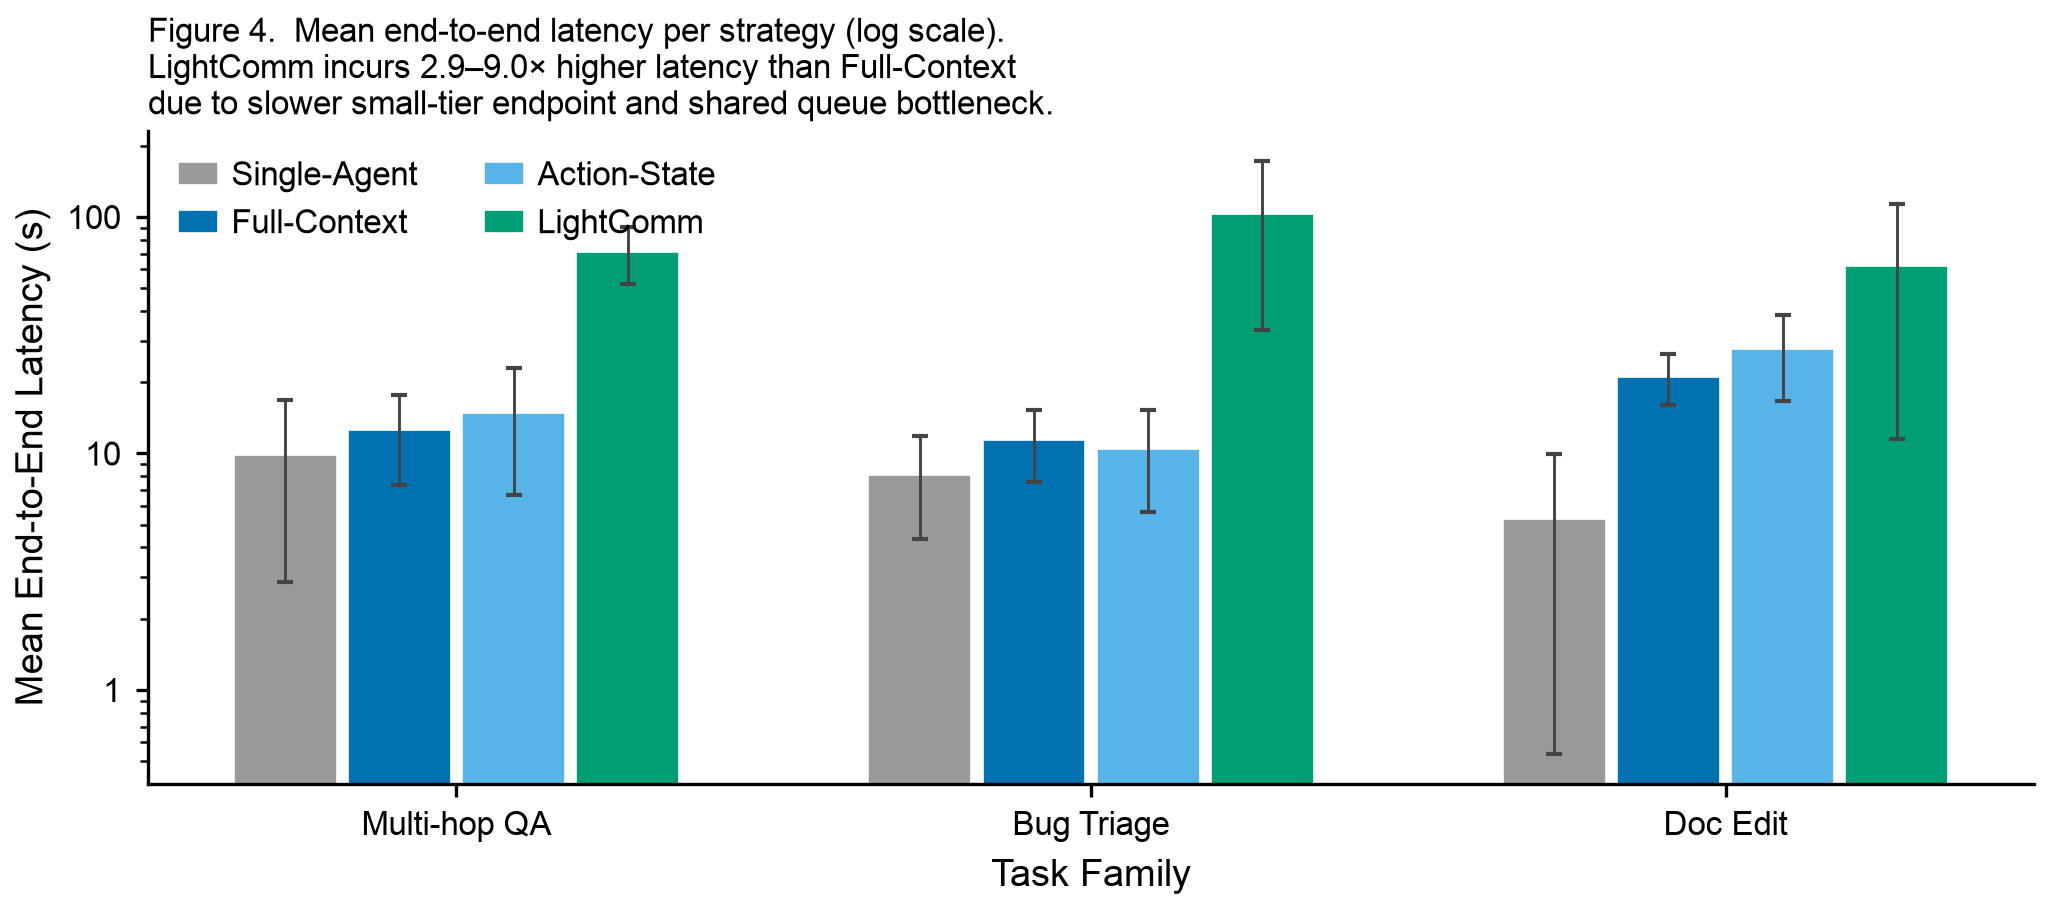 Figure 4.  Mean end-to-end latency per strategy (log scale).
LightComm incurs 2.9–9.0× higher latency than Full-Context
due to slower small-tier endpoint and shared queue bottleneck.
Single-Agent
Full-Context
Action-State
LightComm
Mean End-to-End Latency (s)
100
10
1
Multi-hop QA
Bug Triage
Doc Edit
Task Family